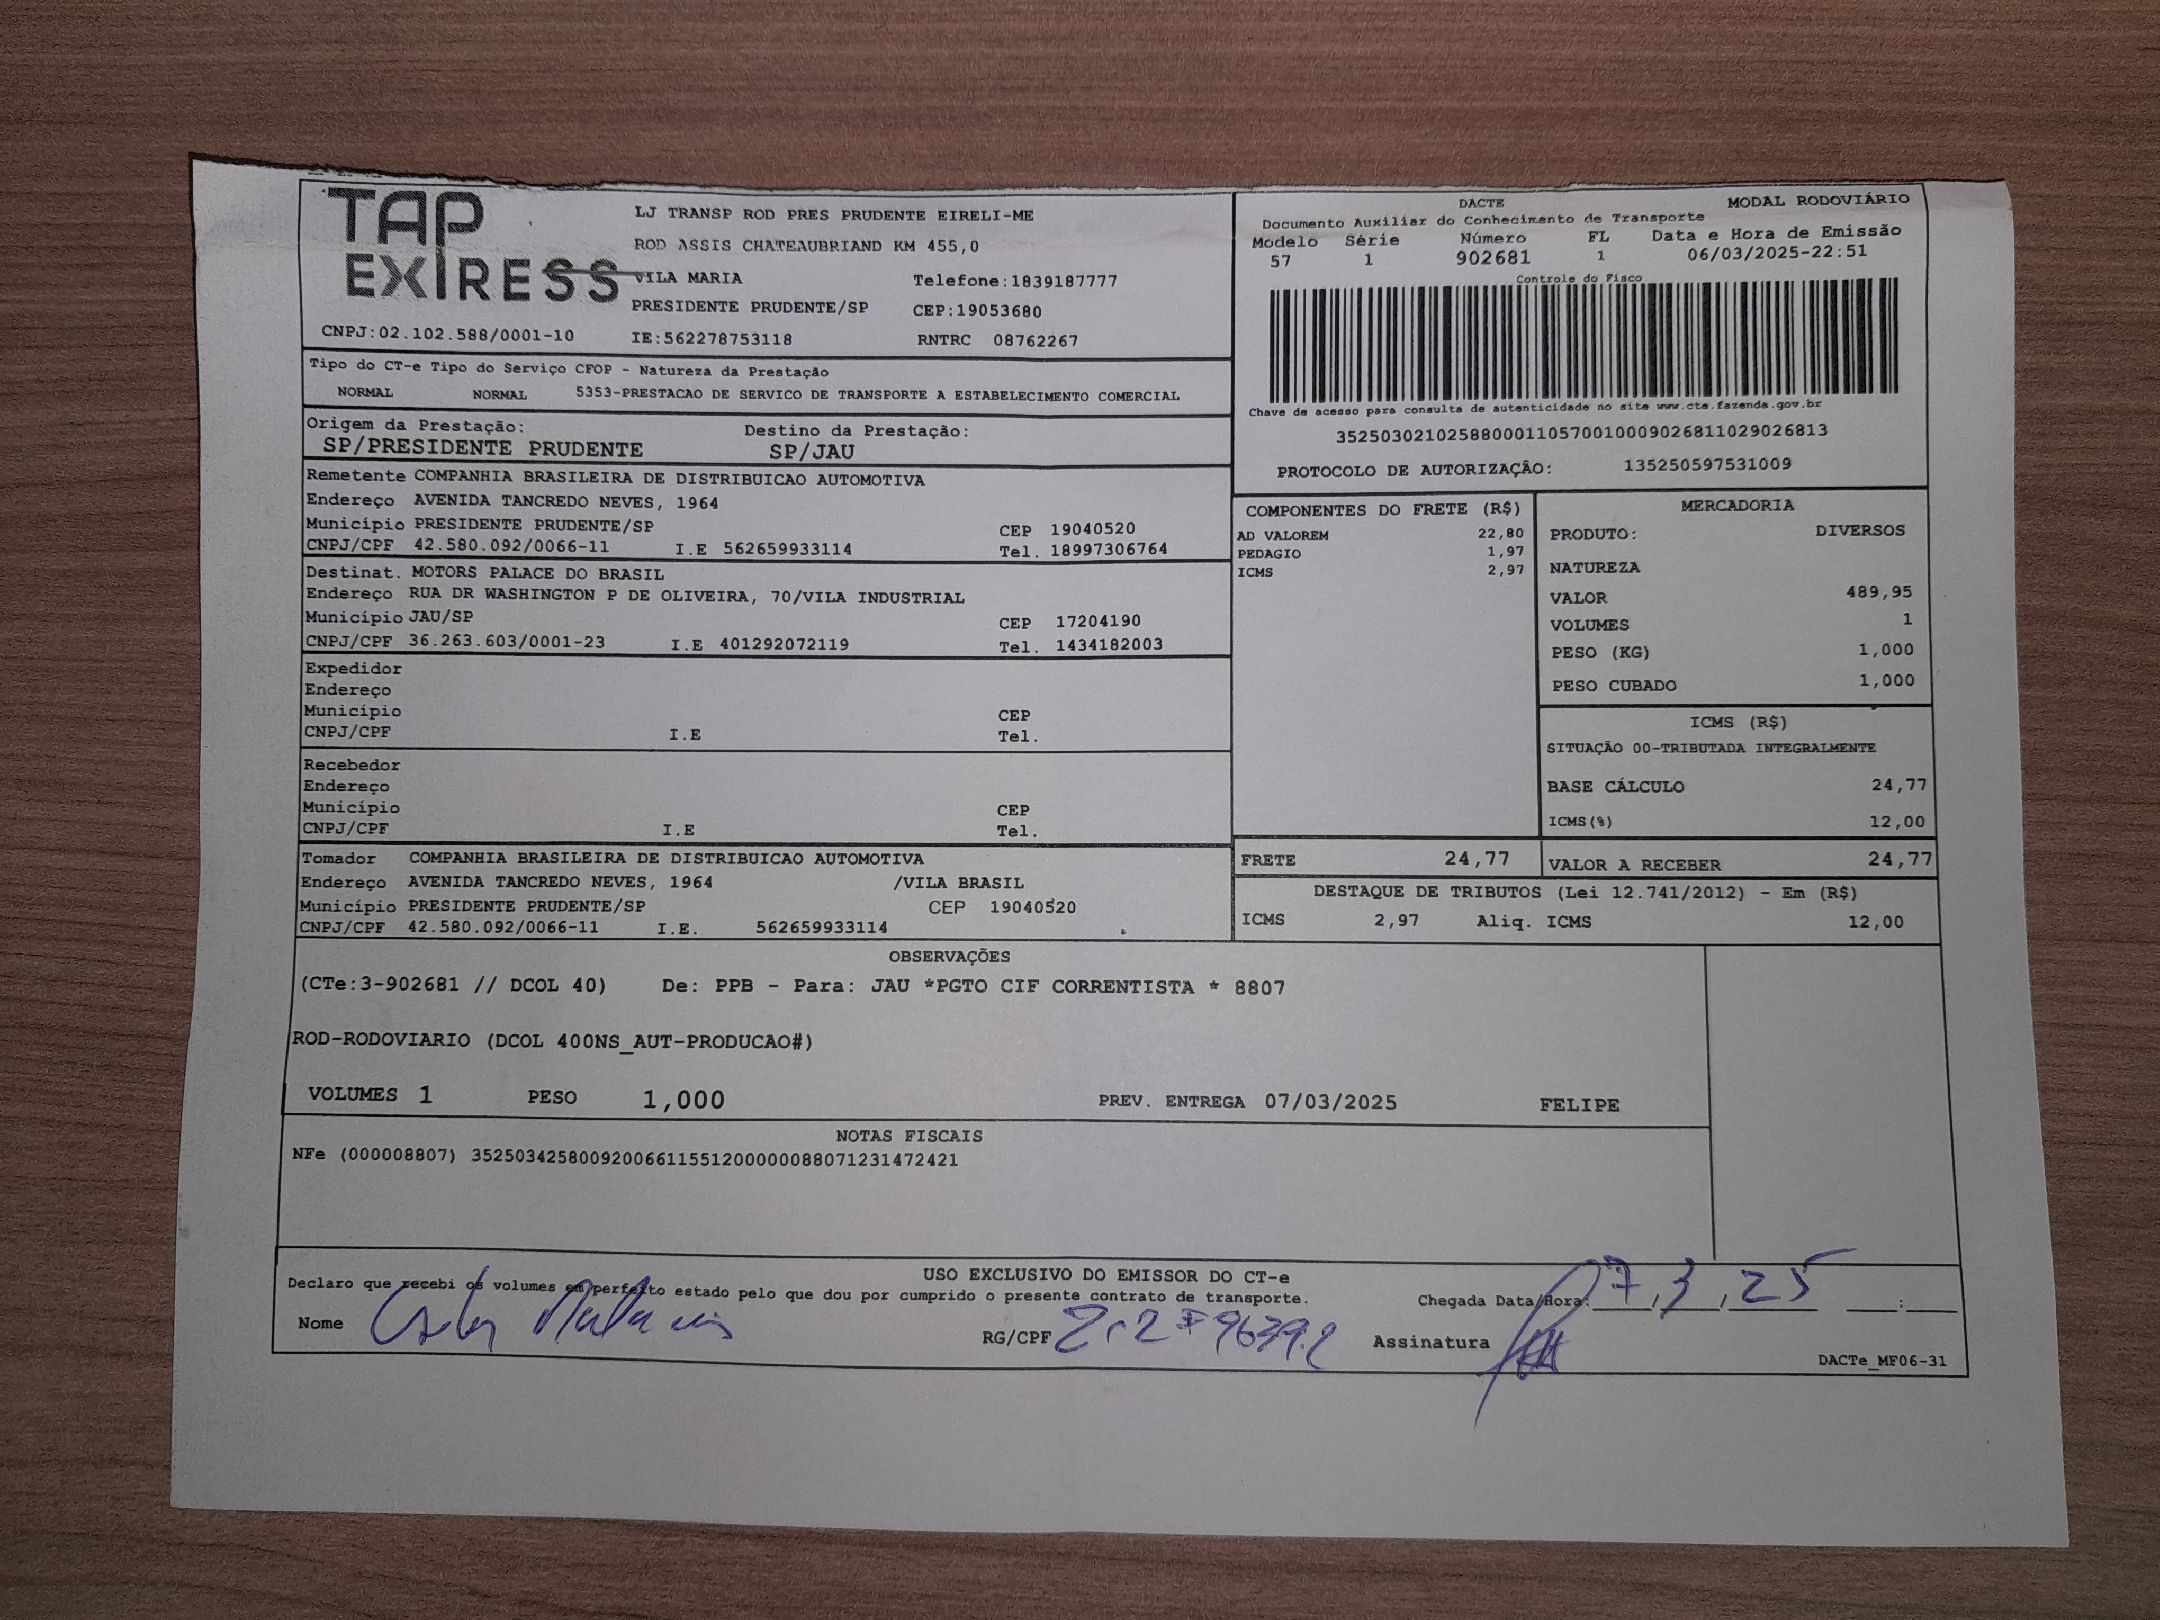 TAP
EXPRESS
LJ TRANSP ROD PRES PRUDENTE EIRELI-ME
ROD ASSIS CHATEAUBRIAND KM 455,0
VILA MARIA Telefone:1839187777
PRESIDENTE PRUDENTE/SP CEP:19053680
CNPJ:02.102.588/0001-10 IE:562278753118 RNTRC 08762267
DACTE MODAL RODOVIÁRIO
Documento Auxiliar do Conhecimento de Transporte
Modelo Série Número FL Data e Hora de Emissão
57 1 902681 1 06/03/2025-22:51
Controle do Fisco
Chave de acesso para consulta de autenticidade no site www.cte.fazenda.gov.br
35250302102588000110570010009026811029026813
PROTOCOLO DE AUTORIZAÇÃO: 135250597531009
Tipo do CT-e Tipo do Serviço CFOP - Natureza da Prestação
NORMAL NORMAL 5353-PRESTACAO DE SERVICO DE TRANSPORTE A ESTABELECIMENTO COMERCIAL
Origem da Prestação: Destino da Prestação:
SP/PRESIDENTE PRUDENTE SP/JAU
Remetente COMPANHIA BRASILEIRA DE DISTRIBUICAO AUTOMOTIVA
Endereço AVENIDA TANCREDO NEVES, 1964
Município PRESIDENTE PRUDENTE/SP CEP 19040520
CNPJ/CPF 42.580.092/0066-11 I.E 562659933114 Tel. 18997306764
Destinat. MOTORS PALACE DO BRASIL
Endereço RUA DR WASHINGTON P DE OLIVEIRA, 70/VILA INDUSTRIAL
Município JAU/SP CEP 17204190
CNPJ/CPF 36.263.603/0001-23 I.E 401292072119 Tel. 1434182003
Expedidor
Endereço
Município CEP
CNPJ/CPF I.E Tel.
Recebedor
Endereço
Município CEP
CNPJ/CPF I.E Tel.
Tomador COMPANHIA BRASILEIRA DE DISTRIBUICAO AUTOMOTIVA
Endereço AVENIDA TANCREDO NEVES, 1964 /VILA BRASIL
Município PRESIDENTE PRUDENTE/SP CEP 19040520
CNPJ/CPF 42.580.092/0066-11 I.E. 562659933114
COMPONENTES DO FRETE (R$)
AD VALOREM 22,80
PEDAGIO 1,97
ICMS 2,97
MERCADORIA
PRODUTO: DIVERSOS
NATUREZA
VALOR 489,95
VOLUMES 1
PESO (KG) 1,000
PESO CUBADO 1,000
ICMS (R$)
SITUAÇÃO 00-TRIBUTADA INTEGRALMENTE
BASE CÁLCULO 24,77
ICMS(%) 12,00
FRETE 24,77 VALOR A RECEBER 24,77
DESTAQUE DE TRIBUTOS (Lei 12.741/2012) - Em (R$)
ICMS 2,97 Aliq. ICMS 12,00
OBSERVAÇÕES
(CTe:3-902681 // DCOL 40) De: PPB - Para: JAU *PGTO CIF CORRENTISTA * 8807
ROD-RODOVIARIO (DCOL 400NS_AUT-PRODUCAO#)
VOLUMES 1 PESO 1,000 PREV. ENTREGA 07/03/2025 FELIPE
NOTAS FISCAIS
NFe (000008807) 35250342580092006611551200000088071231472421
USO EXCLUSIVO DO EMISSOR DO CT-e
Declaro que recebi os volumes em perfeito estado pelo que dou por cumprido o presente contrato de transporte.
Chegada Data/Hora: 7/3/25 :
Nome RG/CPF Assinatura
DACTe_MF06-31